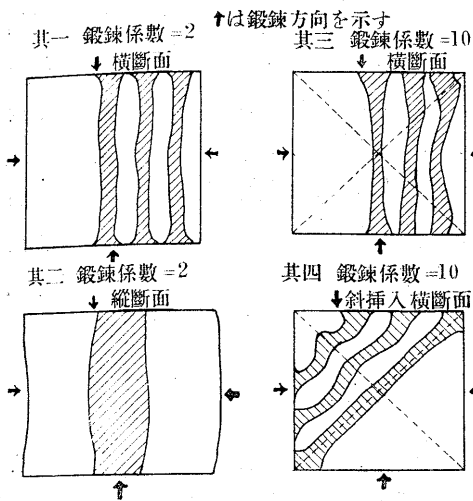 ↑は鍛錬方向を示す
其一 鍛錬係數=2
橫斷面
其三 鍛錬係數=10
橫斷面
其二 鍛錬係數=2
縱斷面
其四 鍛錬係數=10
斜挿入 橫斷面